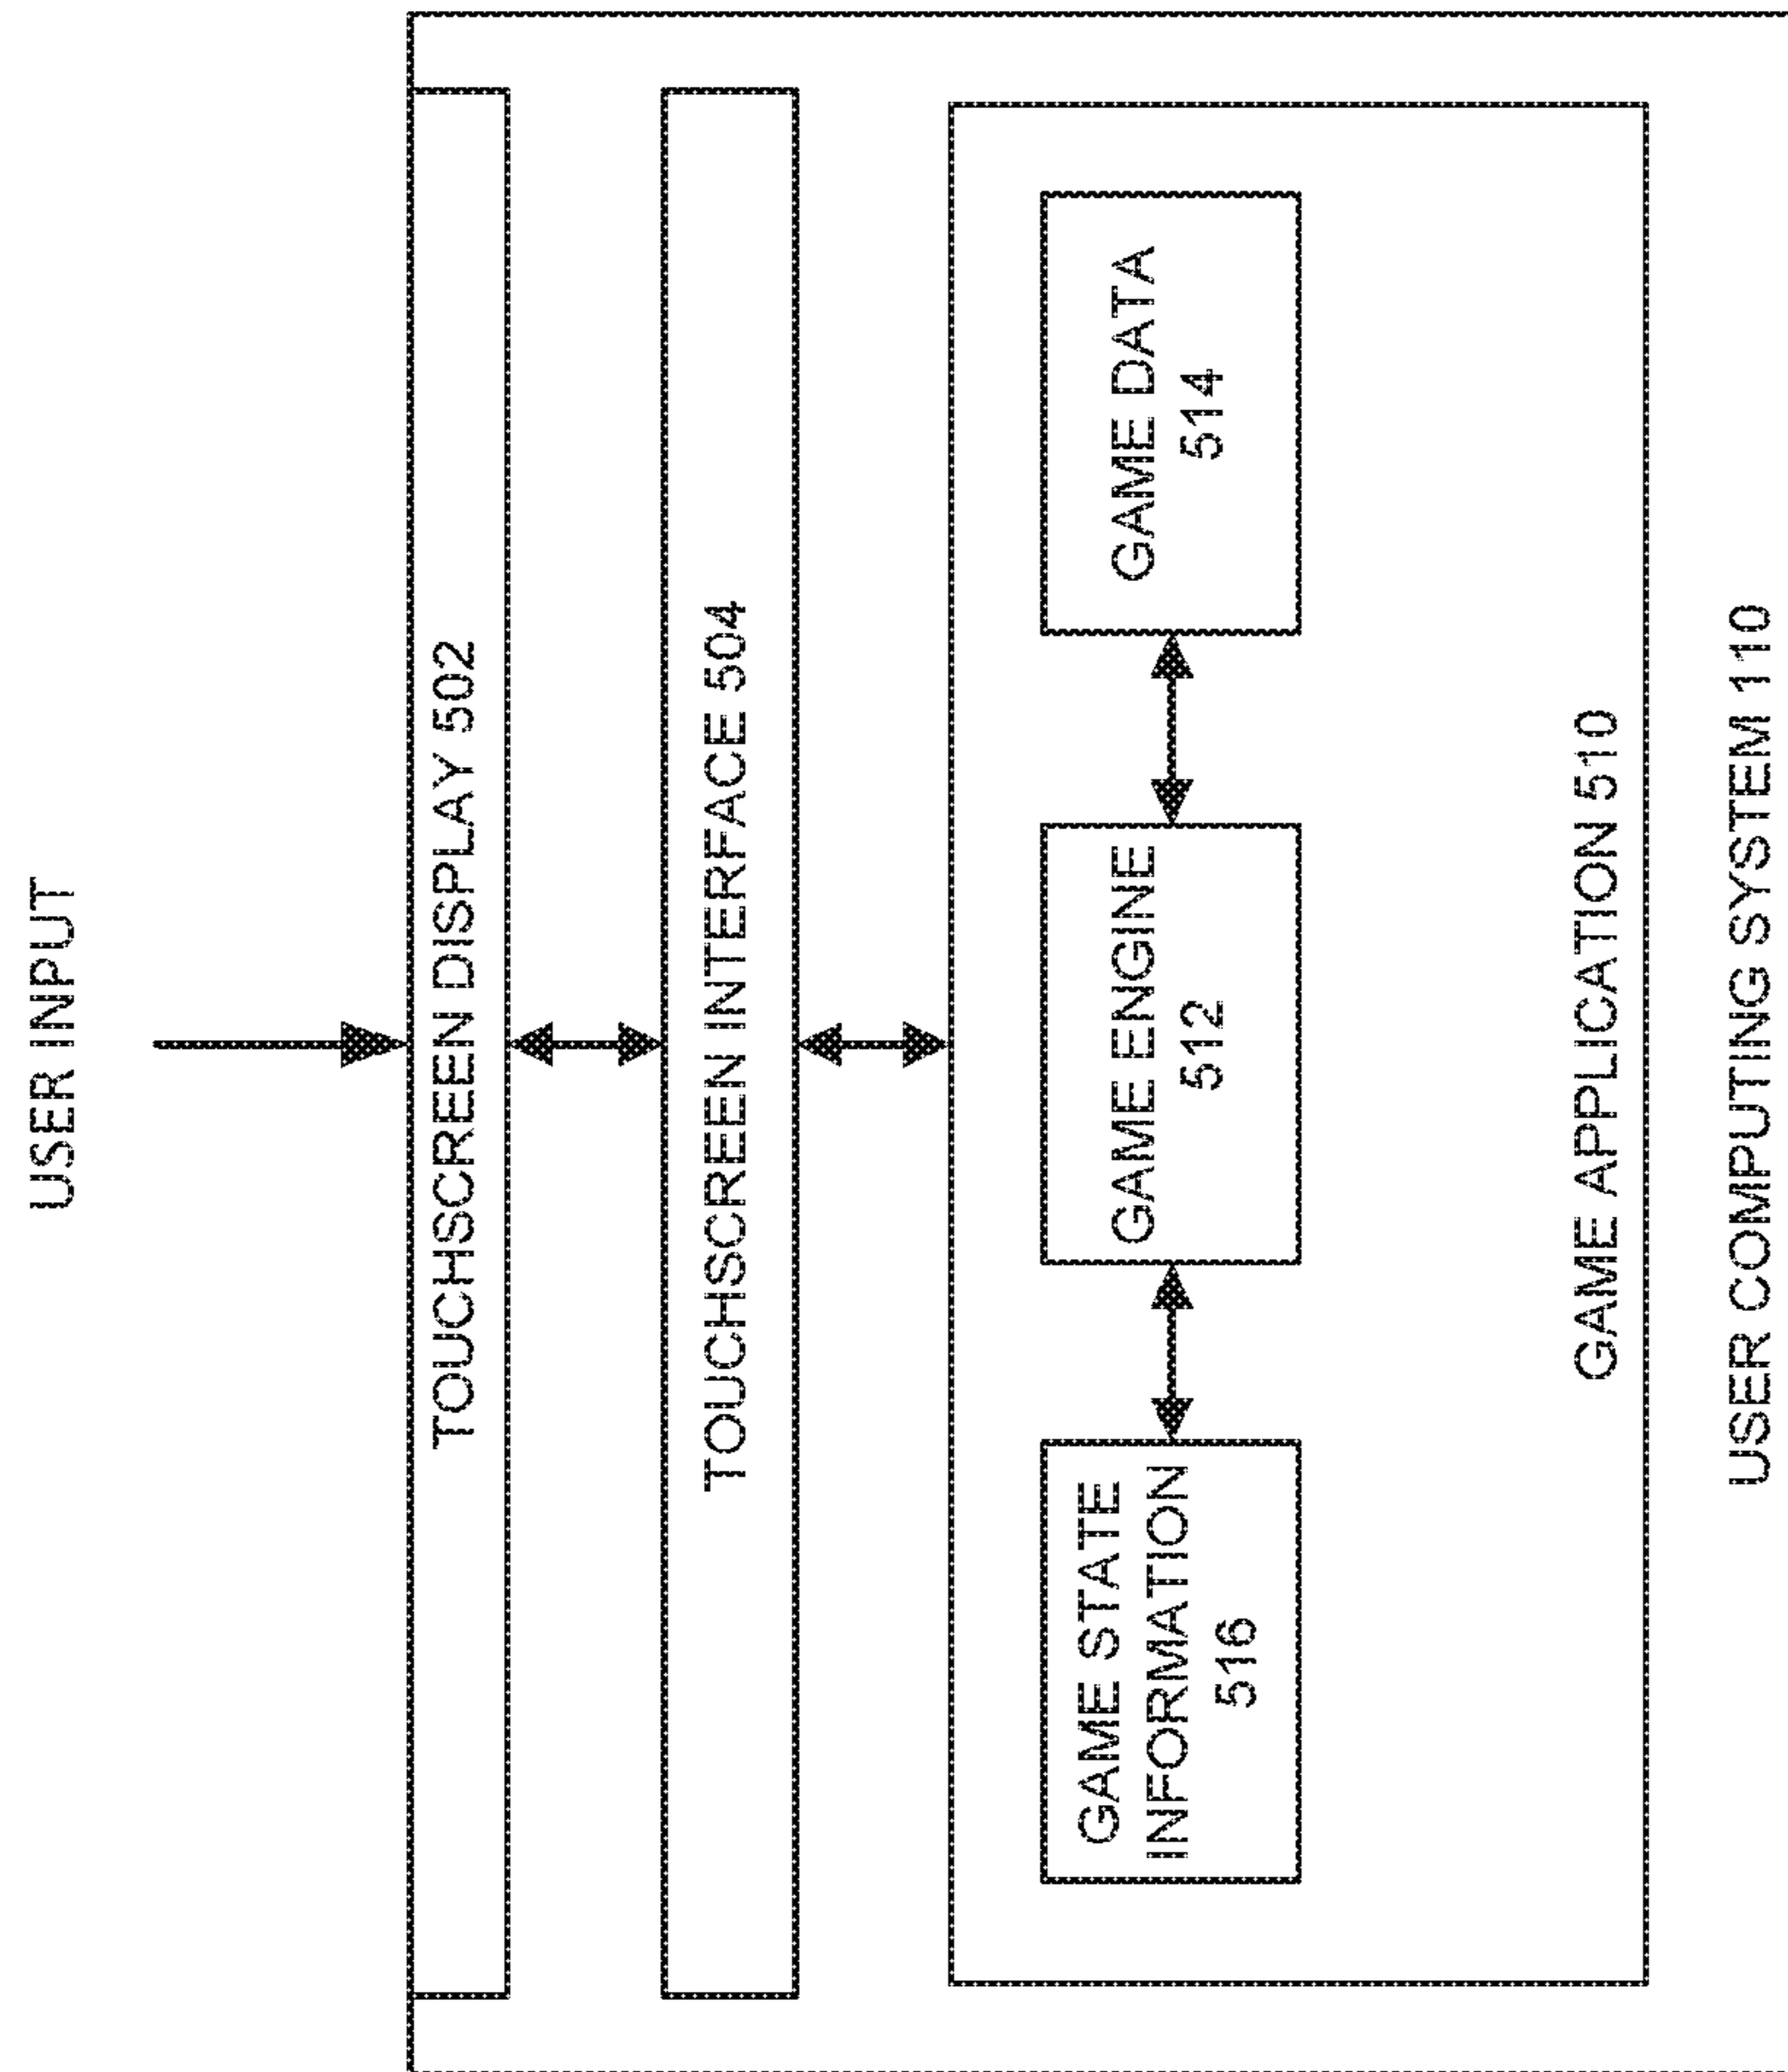 USER INPUT
TOUCHSCREEN DISPLAY 502
TOUCHSCREEN INTERFACE 504
GAME STATE
INFORMATION
516
GAME ENGINE
512
GAME DATA
514
GAME APPLICATION 510
USER COMPUTING SYSTEM 110